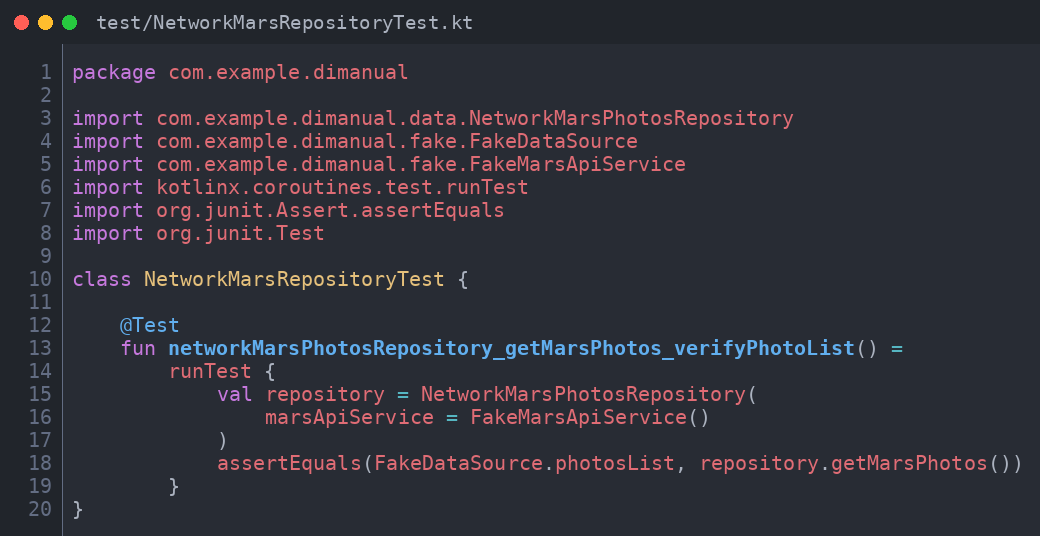 test/NetworkMarsRepositoryTest.kt
1 package com.example.dimanual
2
3 import com.example.dimanual.data.NetworkMarsPhotosRepository
4 import com.example.dimanual.fake.FakeDataSource
5 import com.example.dimanual.fake.FakeMarsApiService
6 import kotlinx.coroutines.test.runTest
7 import org.junit.Assert.assertEquals
8 import org.junit.Test
9
10 class NetworkMarsRepositoryTest {
11
12     @Test
13     fun networkMarsPhotosRepository_getMarsPhotos_verifyPhotoList() =
14         runTest {
15             val repository = NetworkMarsPhotosRepository(
16                 marsApiService = FakeMarsApiService()
17             )
18             assertEquals(FakeDataSource.photosList, repository.getMarsPhotos())
19         }
20 }